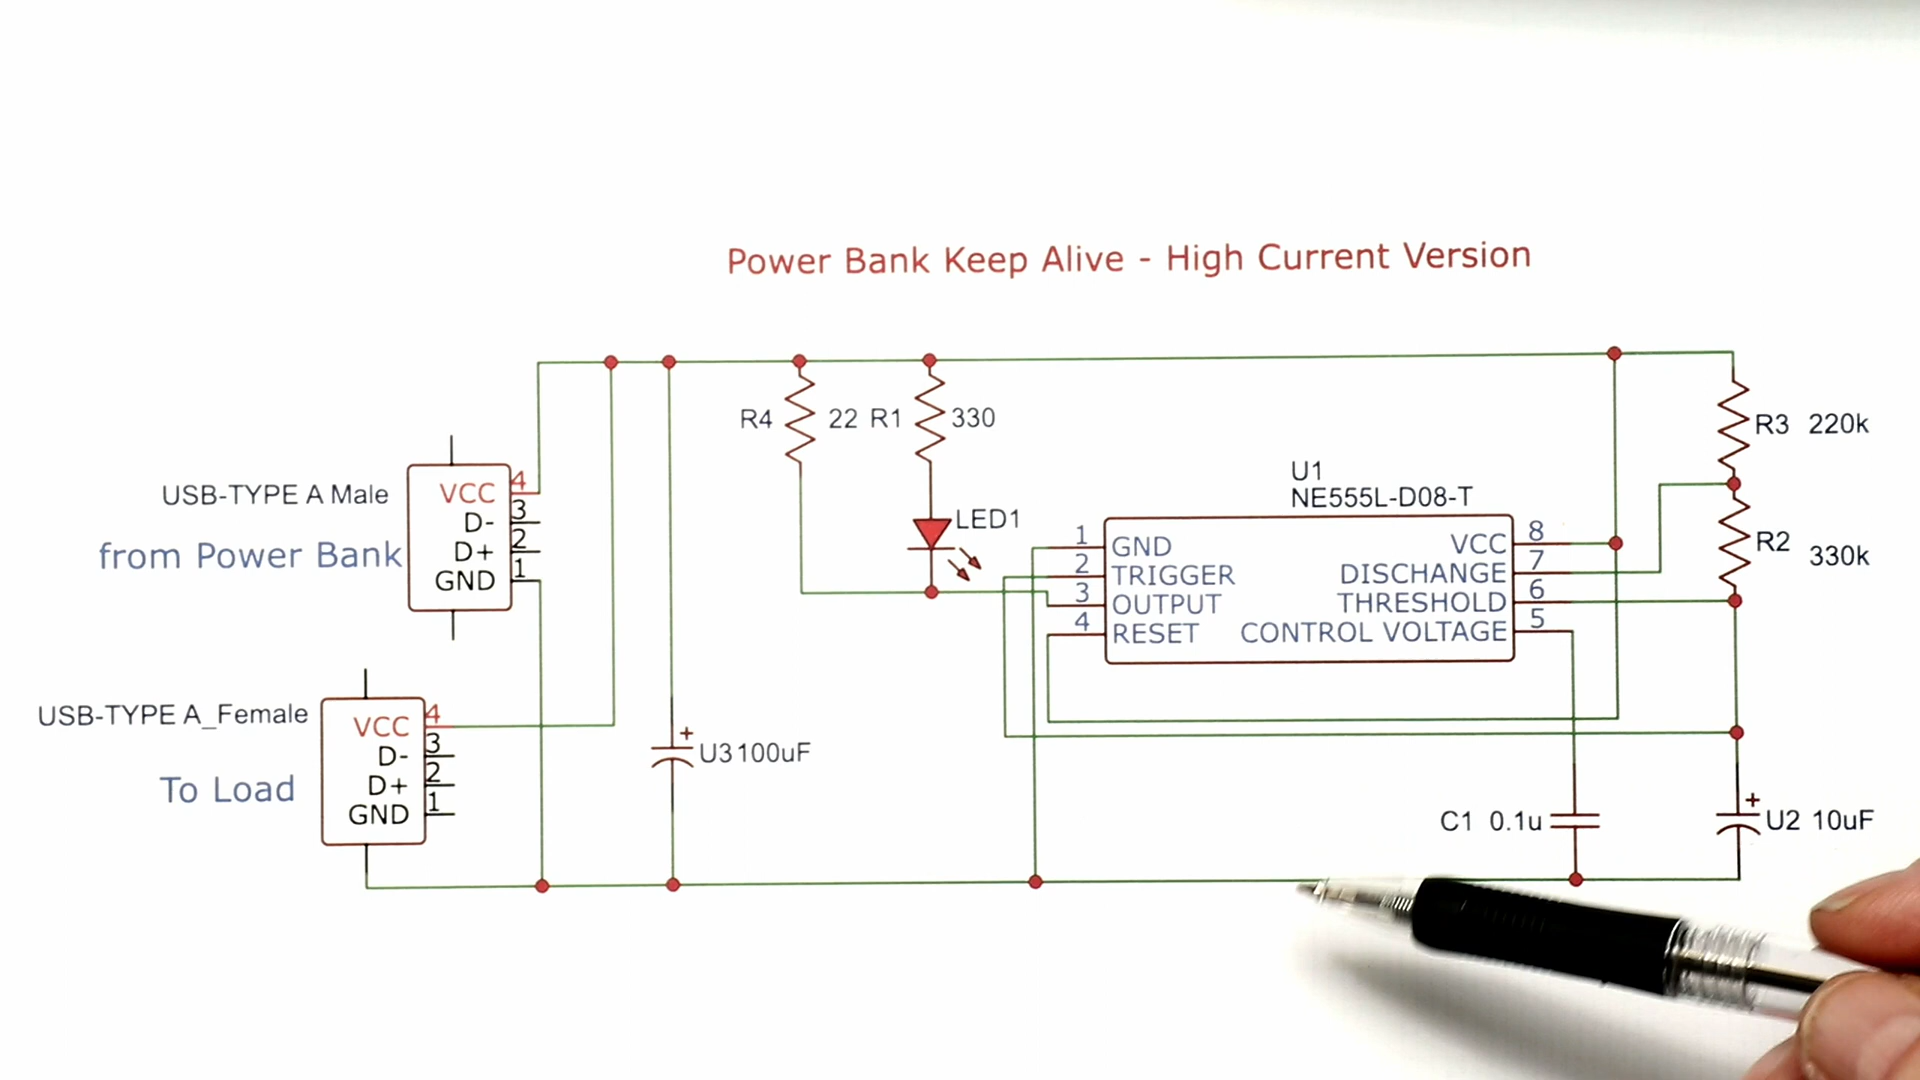 Power Bank Keep Alive - High Current Version
R4 22 R1 330
R3 220k
USB-TYPE A Male
from Power Bank
VCC 4
D- 3
D+ 2
GND 1
LED1
U1
NE555L-D08-T
1 GND
2 TRIGGER
3 OUTPUT
4 RESET
VCC 8
DISCHANGE 7
THRESHOLD 6
CONTROL VOLTAGE 5
R2 330k
USB-TYPE A_Female
To Load
VCC 4
D- 3
D+ 2
GND 1
+
U3 100uF
C1 0.1u
+
U2 10uF